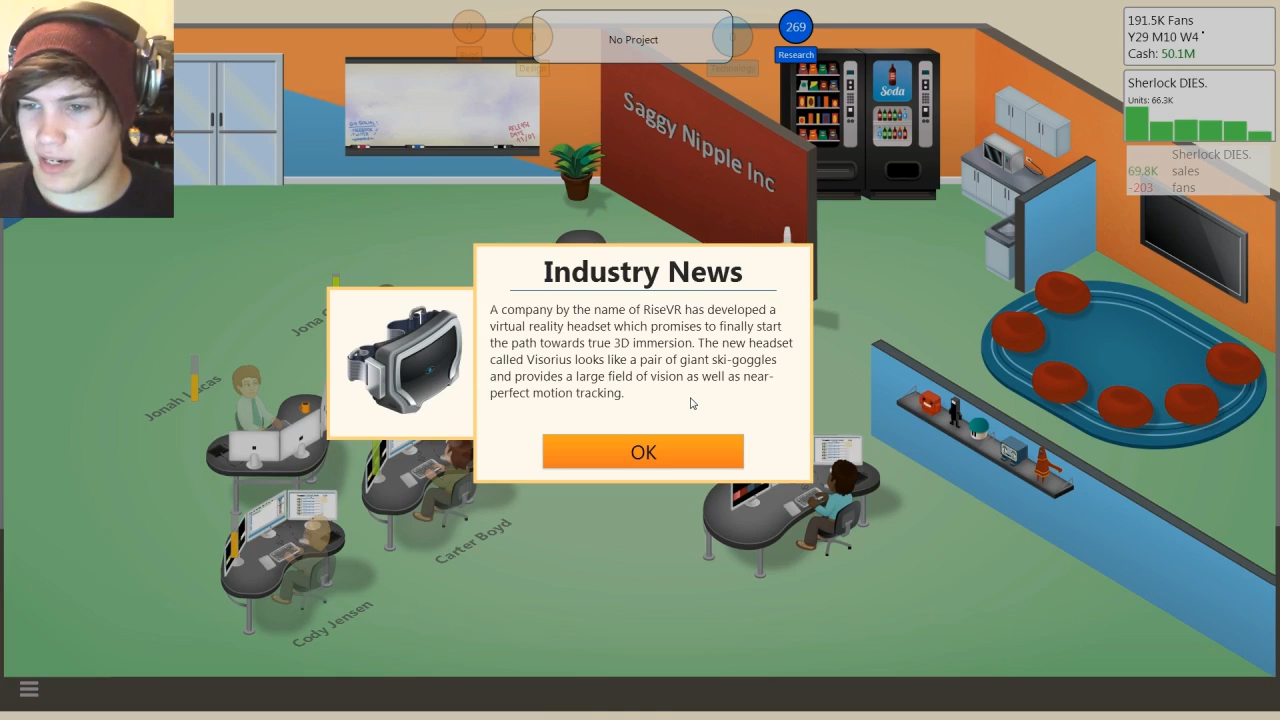 No Project
269
Research
Design
Technology
191.5K Fans
Y29 M10 W4
Cash: 50.1M
Sherlock DIES.
Units: 66.3K
Sherlock DIES.
69.8K sales
-203 fans
RELEASE
DATE
Soda
Saggy Nipple Inc
Industry News
A company by the name of RiseVR has developed a
virtual reality headset which promises to finally start
the path towards true 3D immersion. The new headset
called Visorius looks like a pair of giant ski-goggles
and provides a large field of vision as well as near-
perfect motion tracking.
OK
Carter Boyd
Cody Jensen